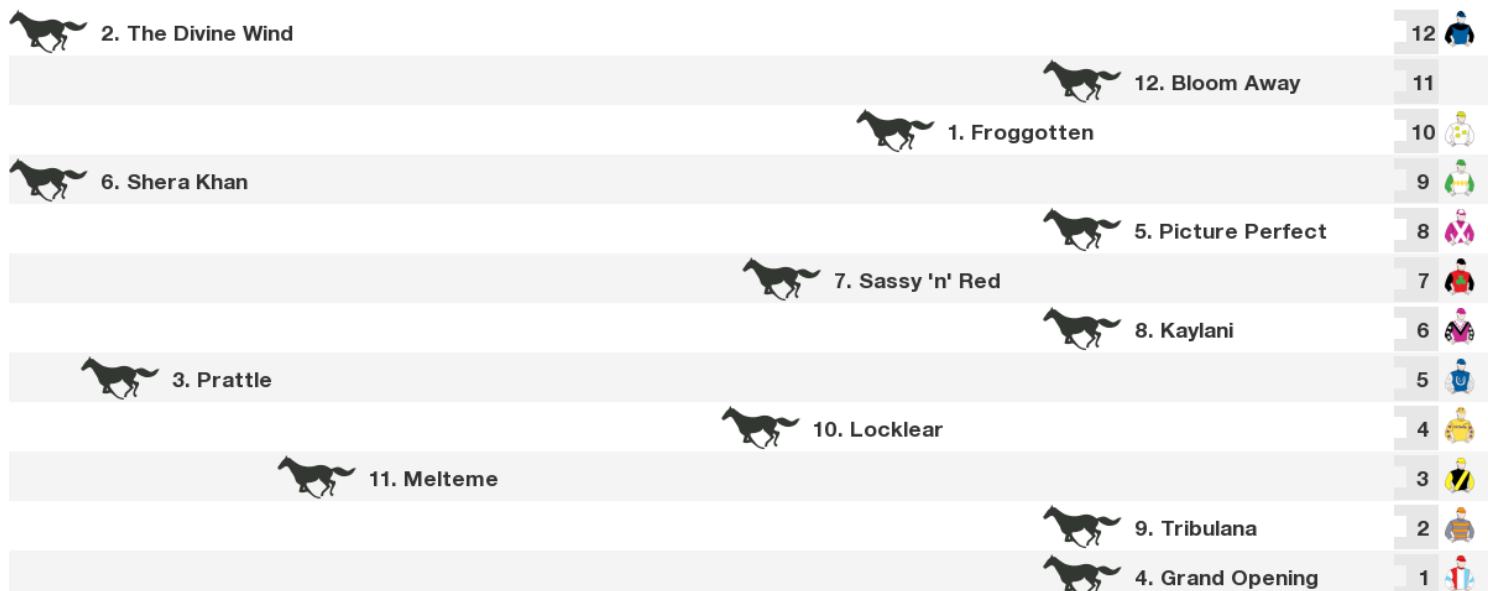 2. The Divine Wind 12
12. Bloom Away 11
1. Froggotten 10
6. Shera Khan 9
5. Picture Perfect 8
7. Sassy 'n' Red 7
8. Kaylani 6
3. Prattle 5
10. Locklear 4
11. Melteme 3
9. Tribulana 2
4. Grand Opening 1